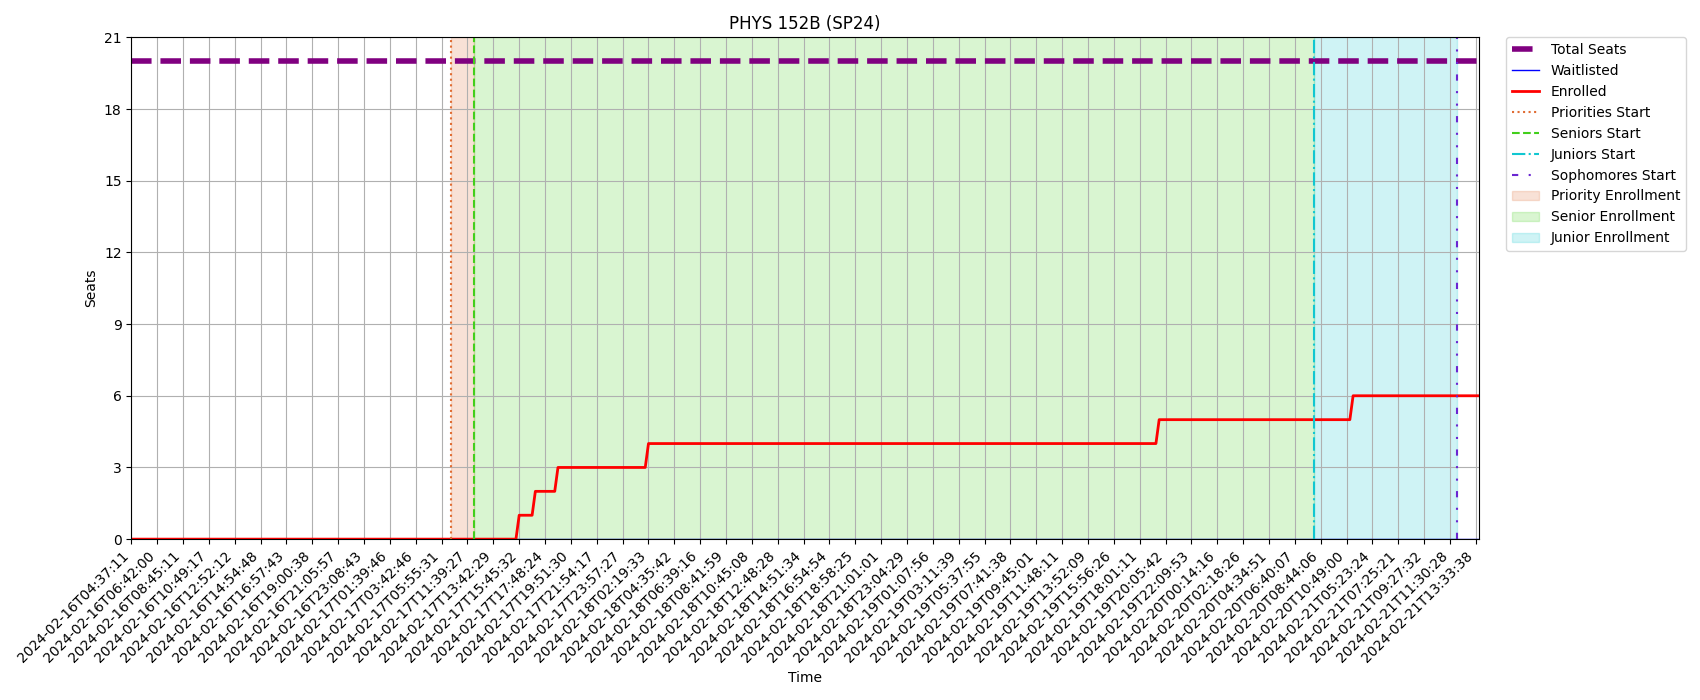 PHYS 152B (SP24)
21
18
15
12
9
6
3
0
Seats
2024-02-16T04:37:11
2024-02-16T06:42:00
2024-02-16T08:45:11
2024-02-16T10:49:17
2024-02-16T12:52:12
2024-02-16T14:54:48
2024-02-16T16:57:43
2024-02-16T19:00:38
2024-02-16T21:05:57
2024-02-16T23:08:43
2024-02-17T01:39:46
2024-02-17T03:42:46
2024-02-17T05:55:31
2024-02-17T11:39:27
2024-02-17T13:42:29
2024-02-17T15:45:32
2024-02-17T17:48:24
2024-02-17T19:51:30
2024-02-17T21:54:17
2024-02-17T23:57:27
2024-02-18T02:19:33
2024-02-18T04:35:42
2024-02-18T06:39:16
2024-02-18T08:41:59
2024-02-18T10:45:08
2024-02-18T12:48:28
2024-02-18T14:51:34
2024-02-18T16:54:54
2024-02-18T18:58:25
2024-02-18T21:01:01
2024-02-18T23:04:29
2024-02-19T01:07:56
2024-02-19T03:11:39
2024-02-19T05:37:55
2024-02-19T07:41:38
2024-02-19T09:45:01
2024-02-19T11:48:11
2024-02-19T13:52:09
2024-02-19T15:56:26
2024-02-19T18:01:11
2024-02-19T20:05:42
2024-02-19T22:09:53
2024-02-20T00:14:16
2024-02-20T02:18:26
2024-02-20T04:34:51
2024-02-20T06:40:07
2024-02-20T08:44:06
2024-02-20T10:49:00
2024-02-21T05:23:24
2024-02-21T07:25:21
2024-02-21T09:27:32
2024-02-21T11:30:28
2024-02-21T13:33:38
Time
Total Seats
Waitlisted
Enrolled
Priorities Start
Seniors Start
Juniors Start
Sophomores Start
Priority Enrollment
Senior Enrollment
Junior Enrollment